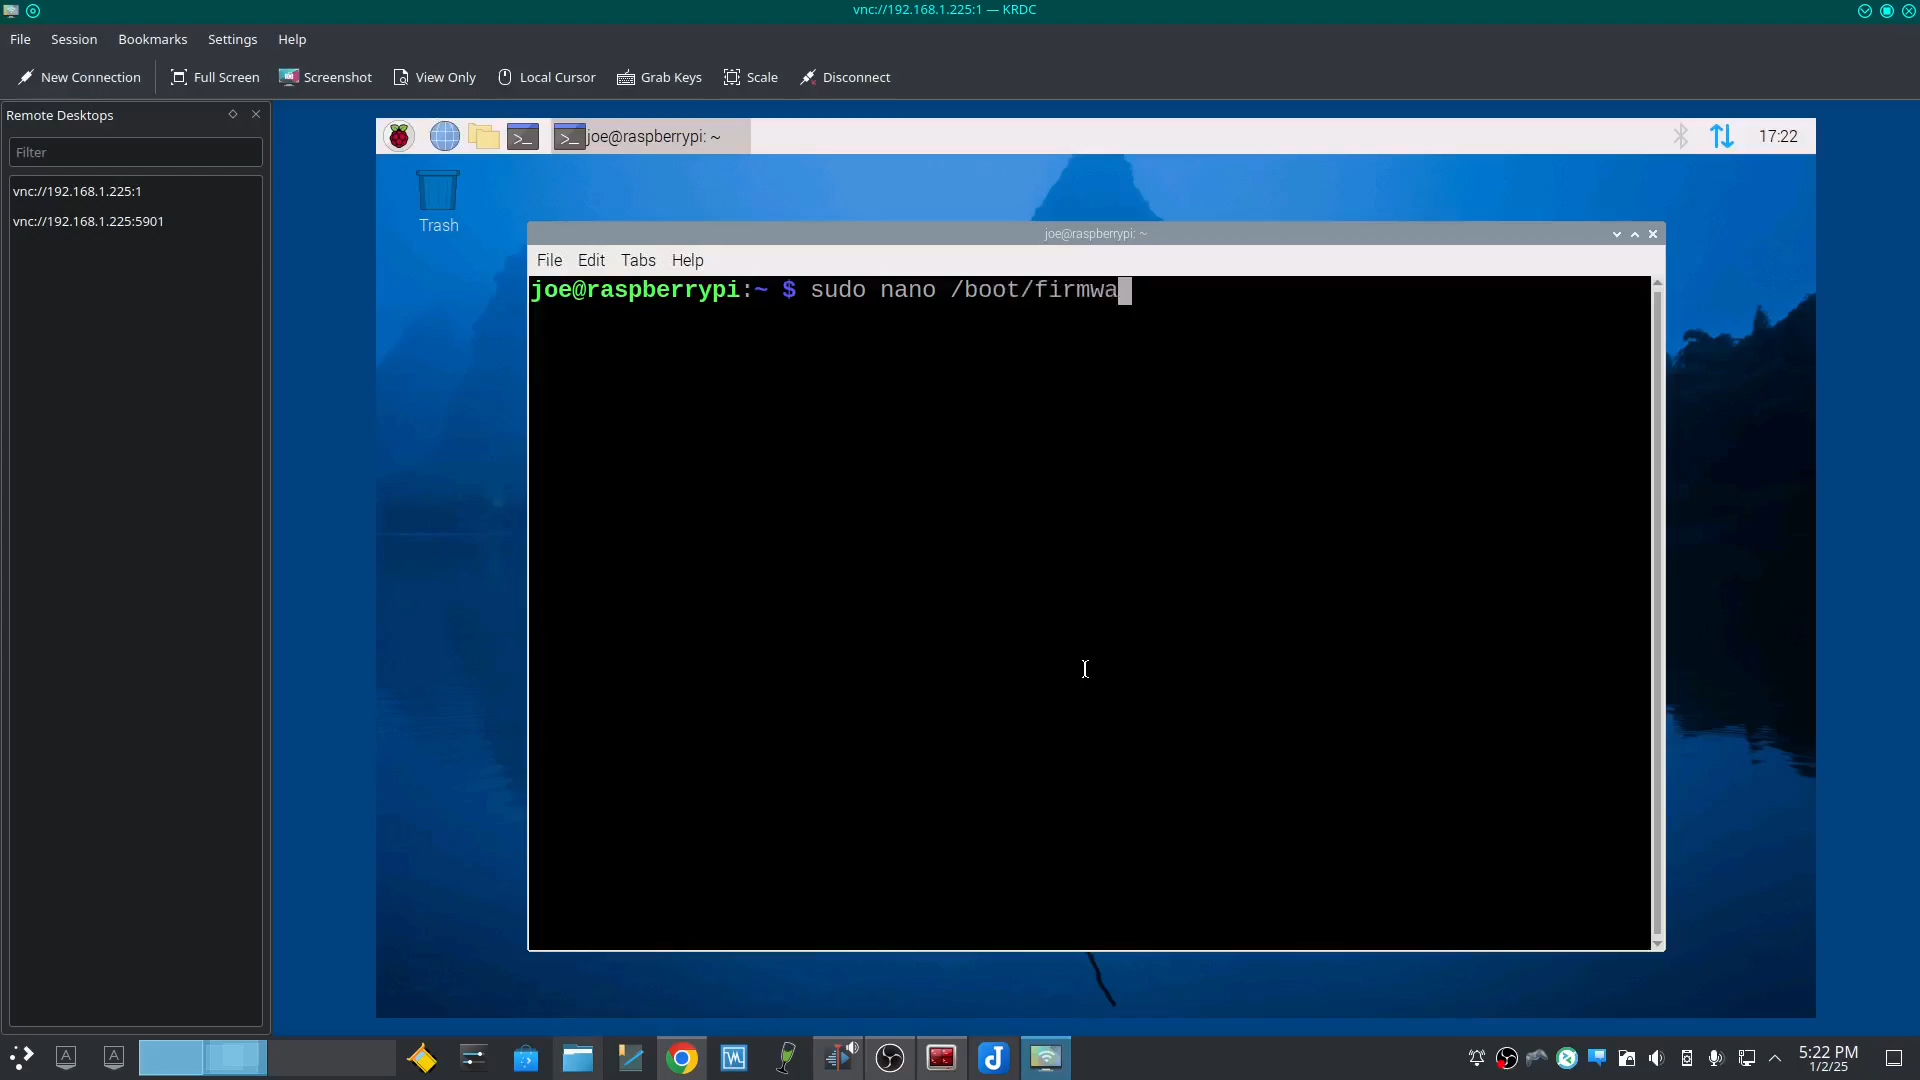 vnc://192.168.1.225:1 — KRDC
File Session Bookmarks Settings Help
New Connection Full Screen Screenshot View Only Local Cursor Grab Keys Scale Disconnect
Remote Desktops
Filter
vnc://192.168.1.225:1
vnc://192.168.1.225:5901
joe@raspberrypi: ~
17:22
Trash
joe@raspberrypi: ~
File Edit Tabs Help
joe@raspberrypi:~ $ sudo nano /boot/firmwa
5:22 PM
1/2/25